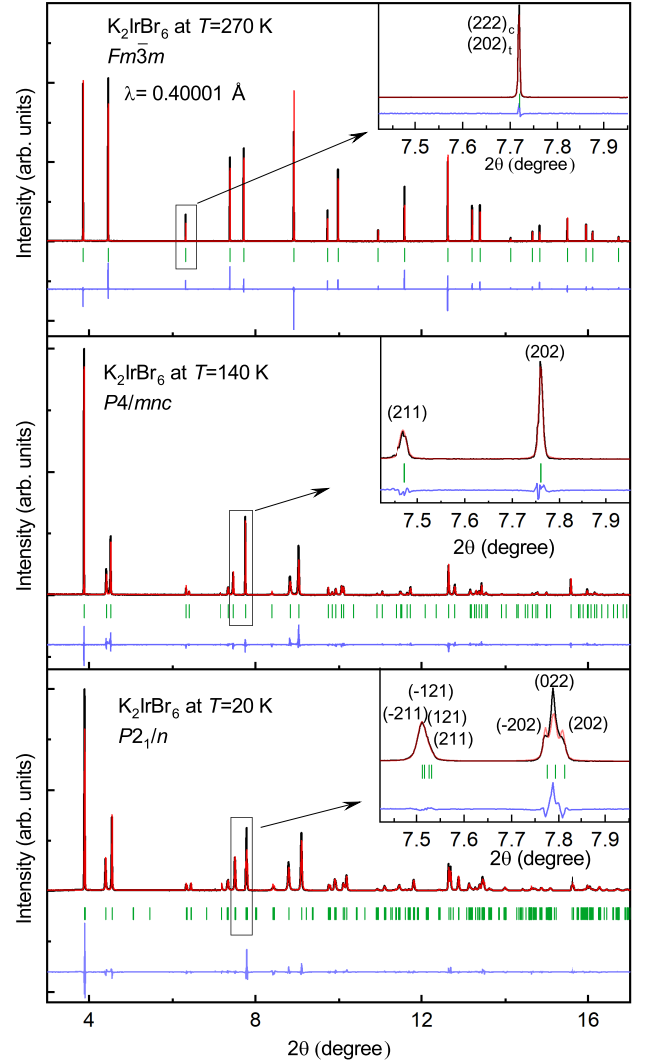 K2IrBr6 at T=270 K
Fm3̅m
λ= 0.40001 Å
(222)c
(202)t
7.5 7.6 7.7 7.8 7.9
2θ (degree)
Intensity (arb. units)
K2IrBr6 at T=140 K
P4/mnc
(202)
(211)
7.5 7.6 7.7 7.8 7.9
2θ (degree)
Intensity (arb. units)
K2IrBr6 at T=20 K
P21/n
(022)
(-121)
(-211) (121)
(-202) (202)
(211)
7.5 7.6 7.7 7.8 7.9
2θ (degree)
Intensity (arb. units)
4 8 12 16
2θ (degree)